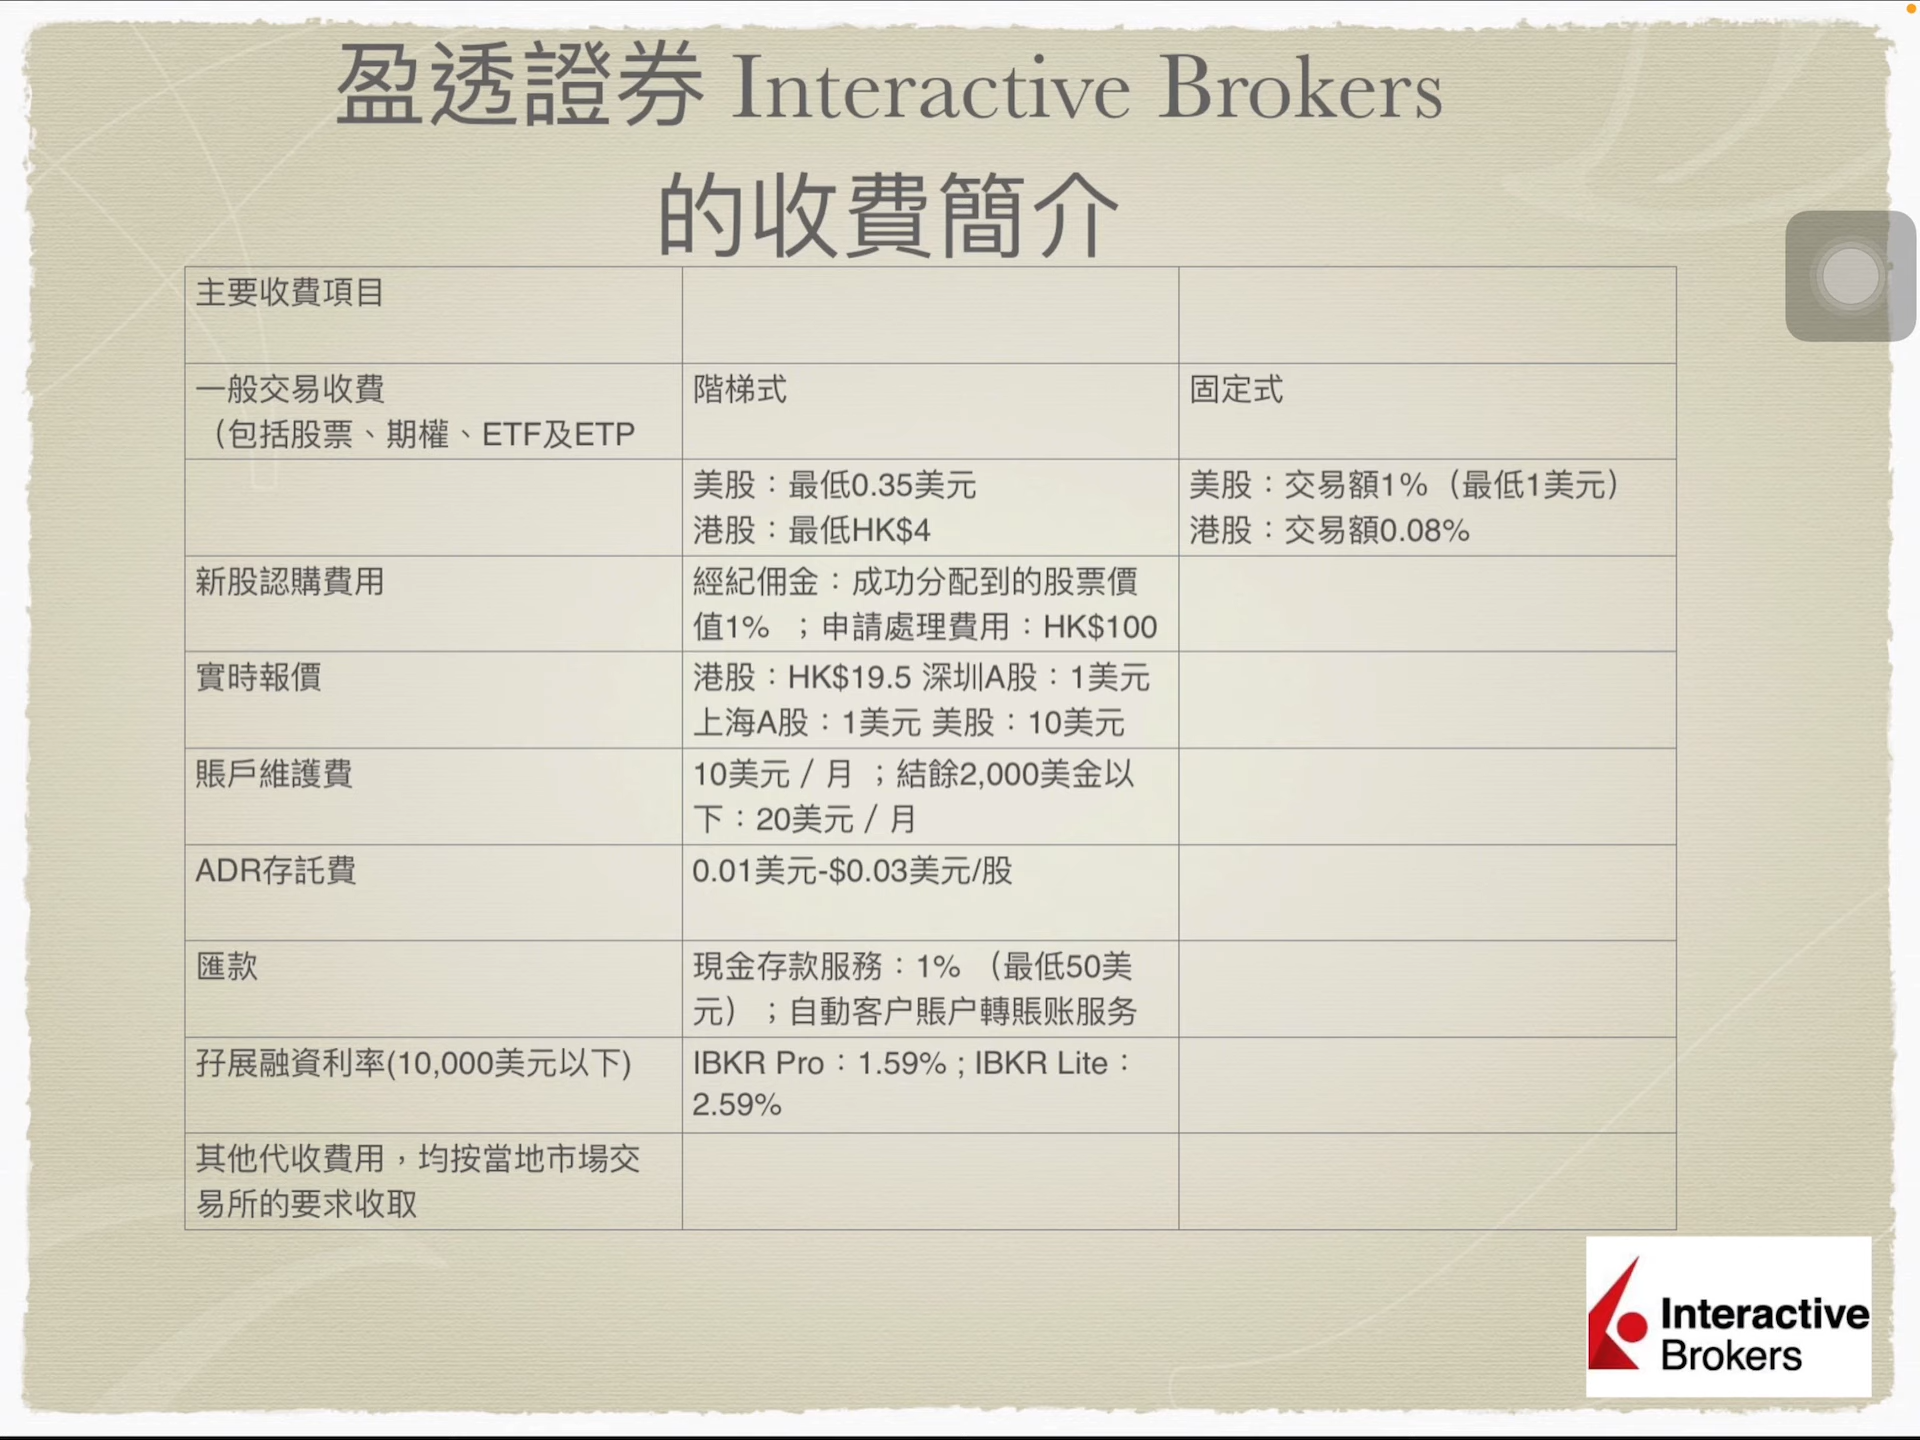 盈透證券 Interactive Brokers
的收費簡介
主要收費項目
一般交易收費
（包括股票、期權、ETF及ETP
階梯式
固定式
美股：最低0.35美元
港股：最低HK$4
美股：交易額1%（最低1美元）
港股：交易額0.08%
新股認購費用
經紀佣金：成功分配到的股票價
值1% ；申請處理費用：HK$100
實時報價
港股：HK$19.5 深圳A股：1美元
上海A股：1美元 美股：10美元
賬戶維護費
10美元 / 月 ；結餘2,000美金以
下：20美元 / 月
ADR存託費
0.01美元-$0.03美元/股
匯款
現金存款服務：1% （最低50美
元）；自動客户賬户轉賬账服务
孖展融資利率(10,000美元以下)
IBKR Pro：1.59% ; IBKR Lite：
2.59%
其他代收費用，均按當地市場交
易所的要求收取
Interactive
Brokers